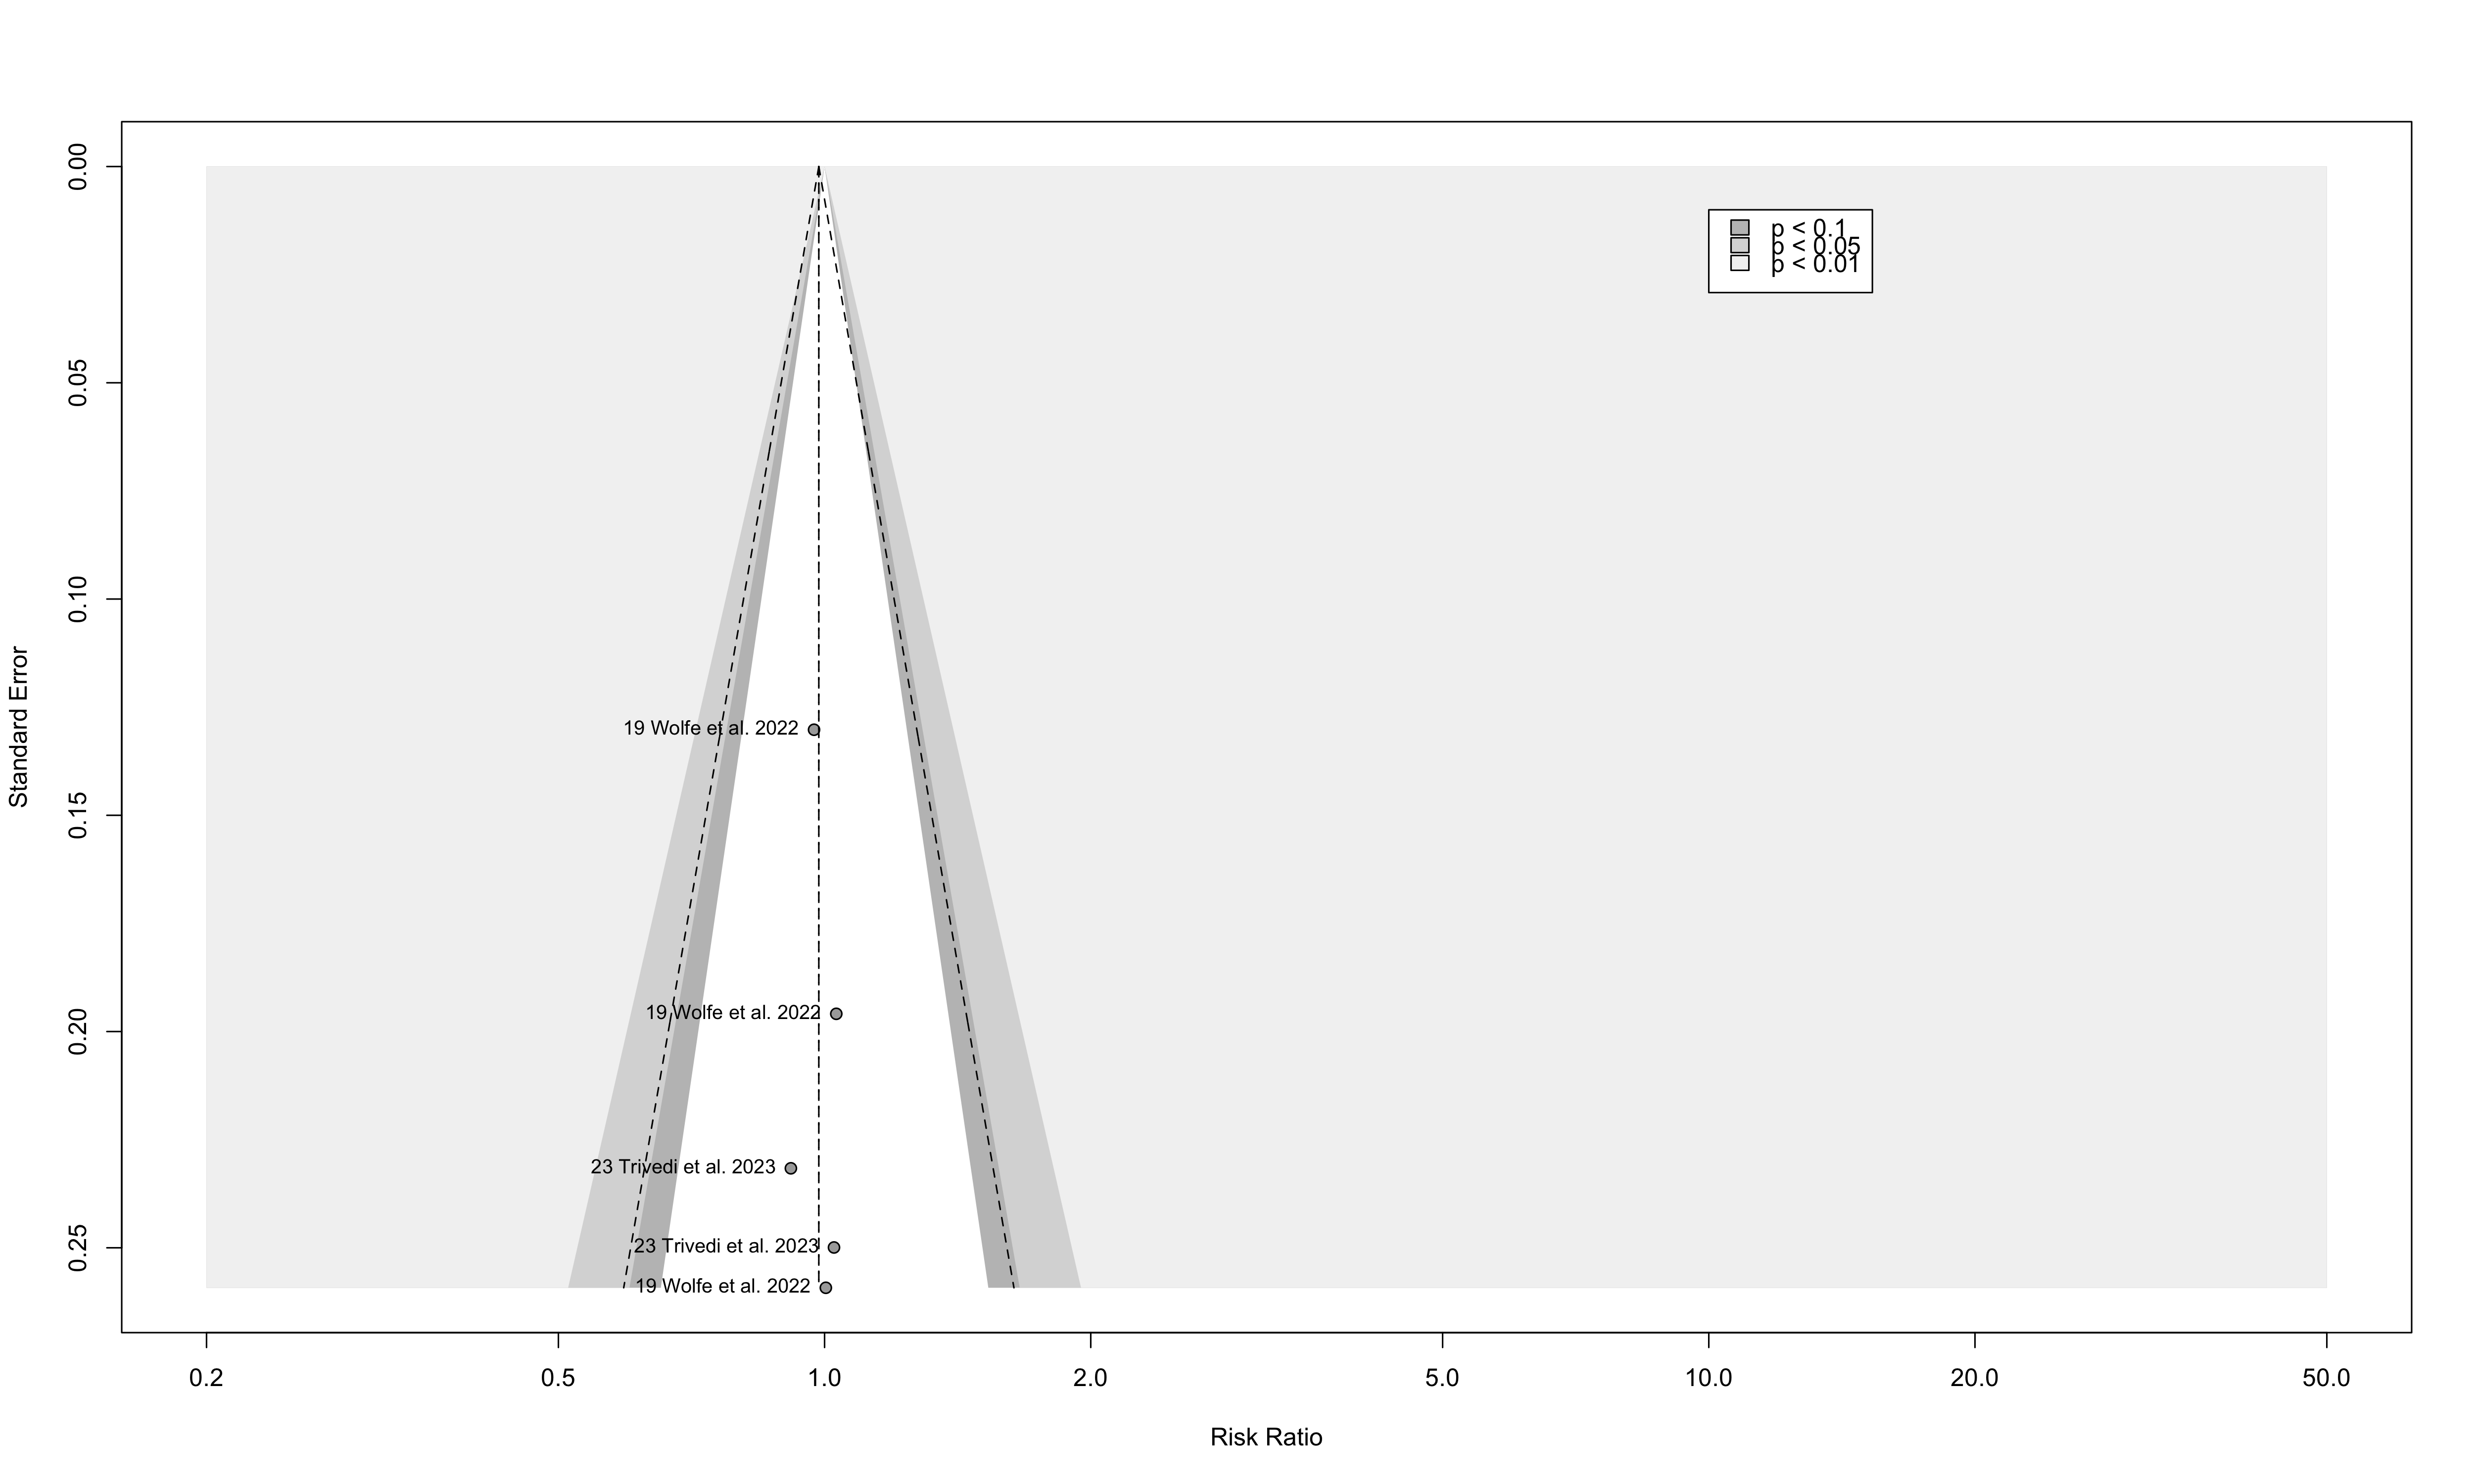 p < 0.1
p < 0.05
p < 0.01
0.00
0.05
0.10
0.15
0.20
0.25
Standard Error
19 Wolfe et al. 2022
19 Wolfe et al. 2022
23 Trivedi et al. 2023
23 Trivedi et al. 2023
19 Wolfe et al. 2022
0.2 0.5 1.0 2.0 5.0 10.0 20.0 50.0
Risk Ratio